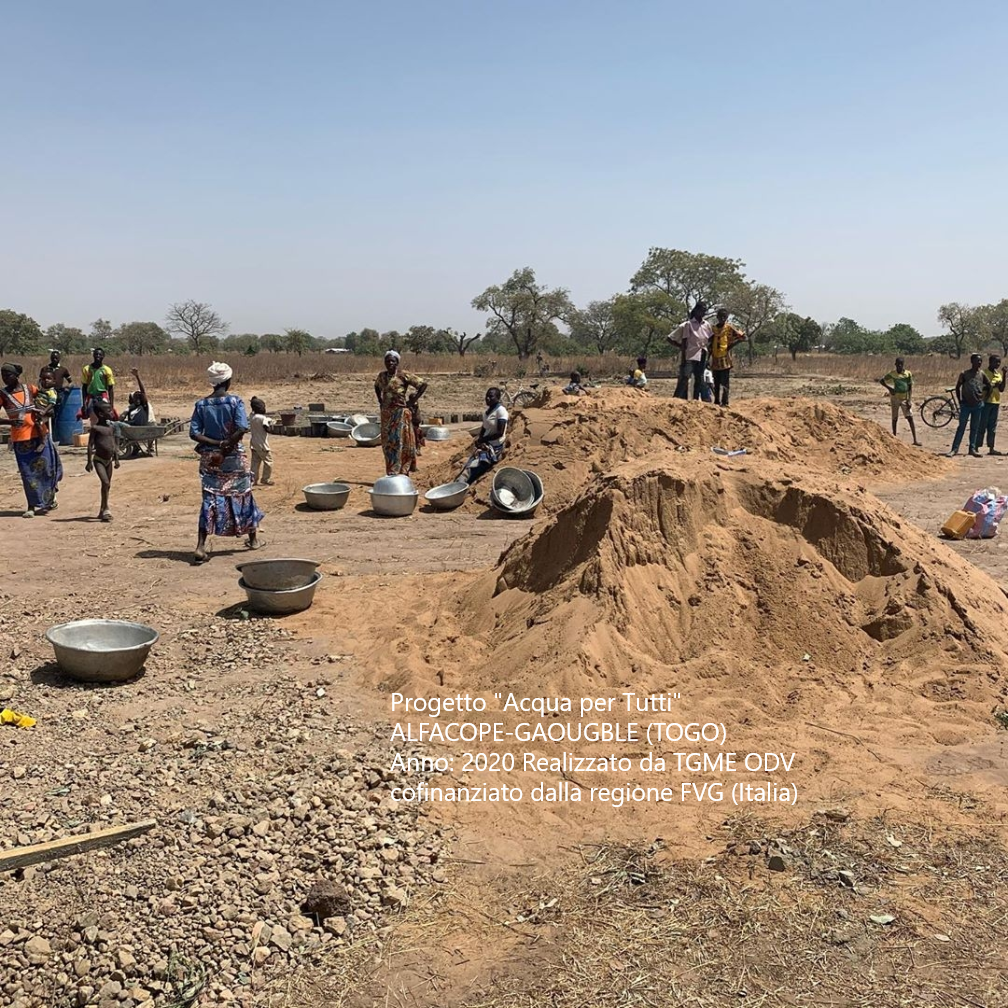 Progetto "Acqua per Tutti"
ALFACOPE-GAOUGBLE (TOGO)
Anno: 2020 Realizzato da TGME ODV
cofinanziato dalla regione FVG (Italia)